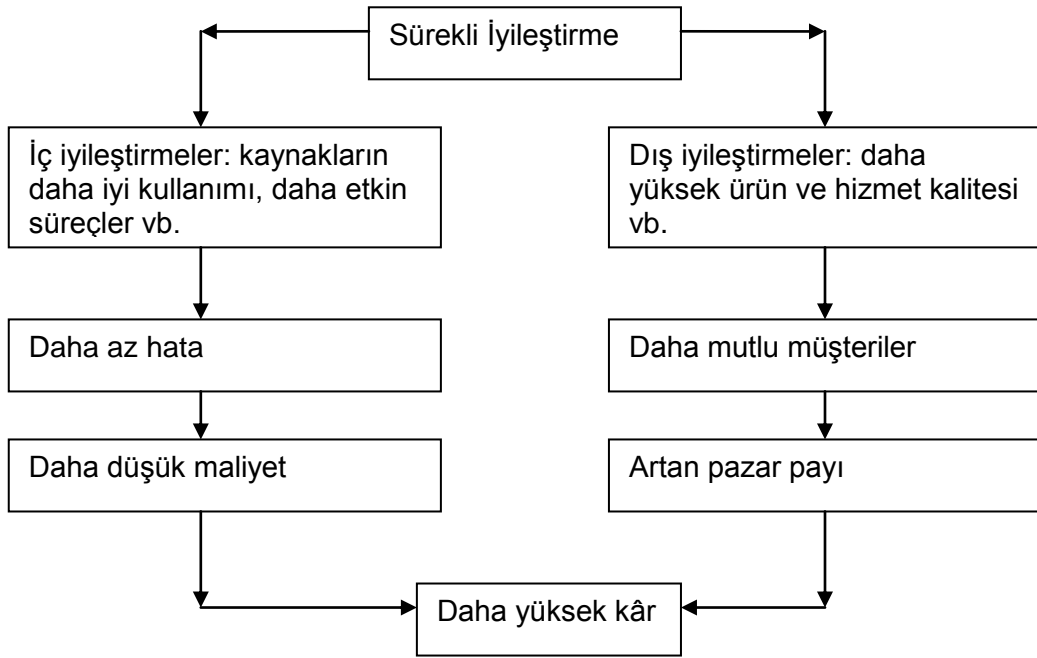 Sürekli İyileştirme
İç iyileştirmeler: kaynakların
daha iyi kullanımı, daha etkin
süreçler vb.
Dış iyileştirmeler: daha
yüksek ürün ve hizmet kalitesi
vb.
Daha az hata
Daha mutlu müşteriler
Daha düşük maliyet
Artan pazar payı
Daha yüksek kâr